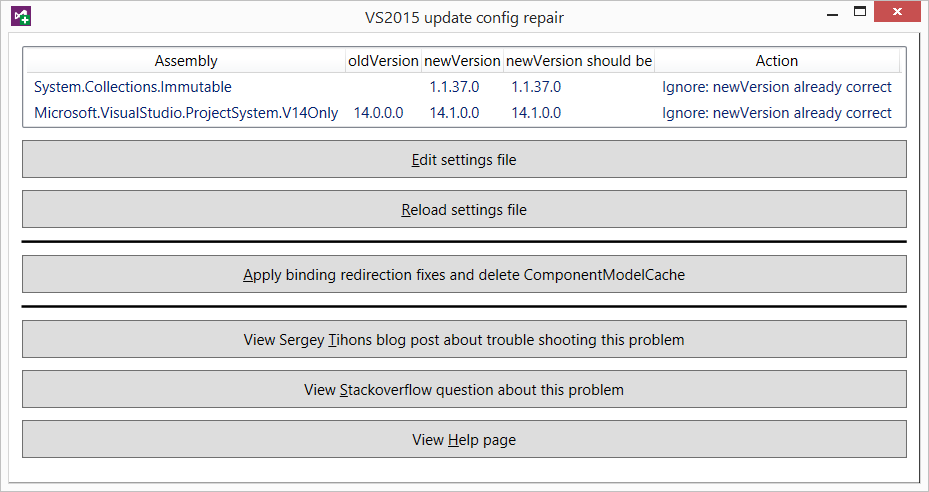 VS2015 update config repair
Assembly oldVersion newVersion newVersion should be Action
System.Collections.Immutable 1.1.37.0 1.1.37.0 Ignore: newVersion already correct
Microsoft.VisualStudio.ProjectSystem.V14Only 14.0.0.0 14.1.0.0 14.1.0.0 Ignore: newVersion already correct
Edit settings file
Reload settings file
Apply binding redirection fixes and delete ComponentModelCache
View Sergey Tihons blog post about trouble shooting this problem
View Stackoverflow question about this problem
View Help page